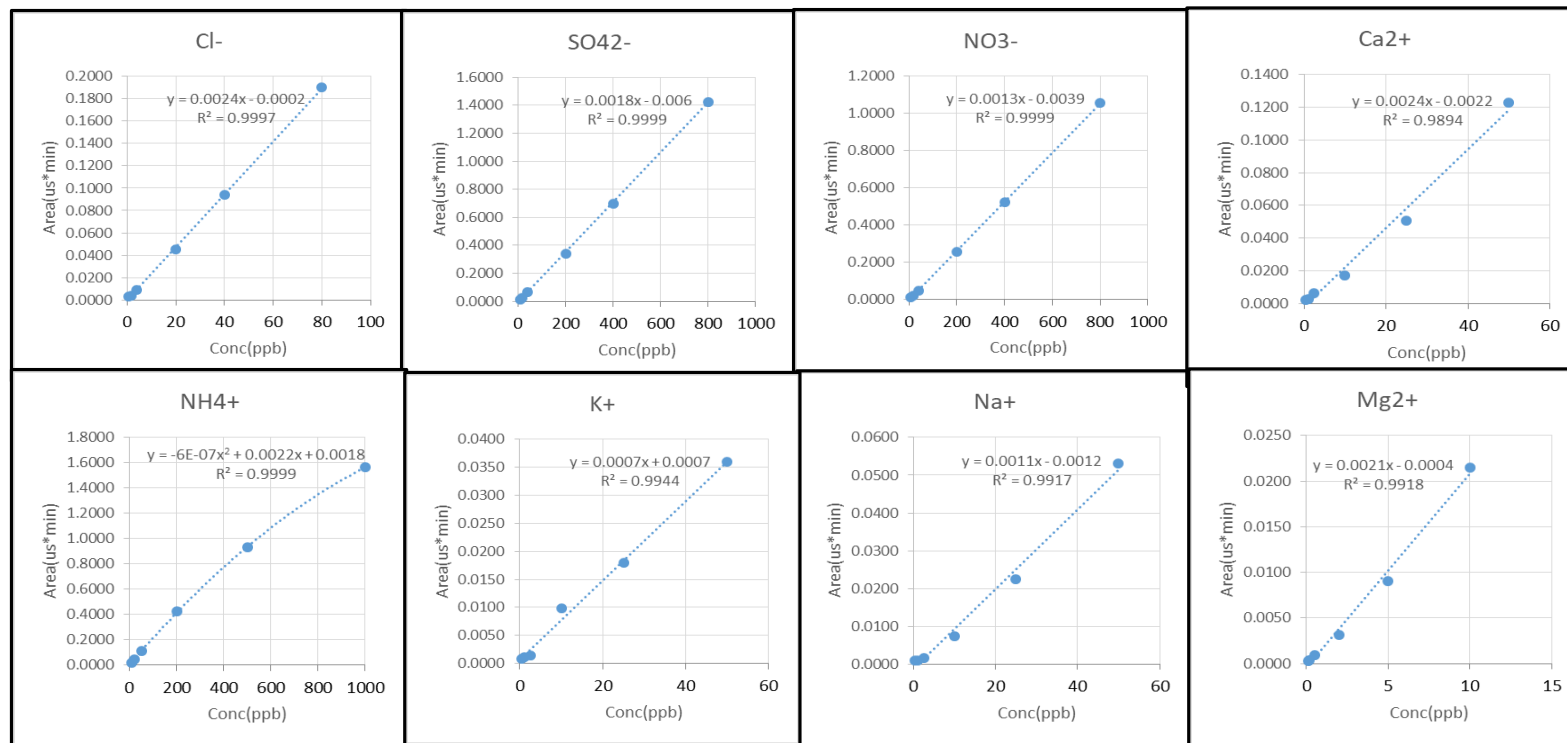 Cl-
0.2000
0.1800
0.1600
0.1400
0.1200
0.1000
0.0800
0.0600
0.0400
0.0200
0.0000
Area(us*min)
y = 0.0024x - 0.0002
R² = 0.9997
0 20 40 60 80 100
Conc(ppb)
SO42-
1.6000
1.4000
1.2000
1.0000
0.8000
0.6000
0.4000
0.2000
0.0000
Area(us*min)
y = 0.0018x - 0.006
R² = 0.9999
0 200 400 600 800 1000
Conc(ppb)
NO3-
1.2000
1.0000
0.8000
0.6000
0.4000
0.2000
0.0000
Area(us*min)
y = 0.0013x - 0.0039
R² = 0.9999
0 200 400 600 800 1000
Conc(ppb)
Ca2+
0.1400
0.1200
0.1000
0.0800
0.0600
0.0400
0.0200
0.0000
Area(us*min)
y = 0.0024x - 0.0022
R² = 0.9894
0 20 40 60
Conc(ppb)
NH4+
1.8000
1.6000
1.4000
1.2000
1.0000
0.8000
0.6000
0.4000
0.2000
0.0000
Area(us*min)
y = -6E-07x² + 0.0022x + 0.0018
R² = 0.9999
0 200 400 600 800 1000
Conc(ppb)
K+
0.0400
0.0350
0.0300
0.0250
0.0200
0.0150
0.0100
0.0050
0.0000
Area(us*min)
y = 0.0007x + 0.0007
R² = 0.9944
0 20 40 60
Conc(ppb)
Na+
0.0600
0.0500
0.0400
0.0300
0.0200
0.0100
0.0000
Area(us*min)
y = 0.0011x - 0.0012
R² = 0.9917
0 20 40 60
Conc(ppb)
Mg2+
0.0250
0.0200
0.0150
0.0100
0.0050
0.0000
Area(us*min)
y = 0.0021x - 0.0004
R² = 0.9918
0 5 10 15
Conc(ppb)